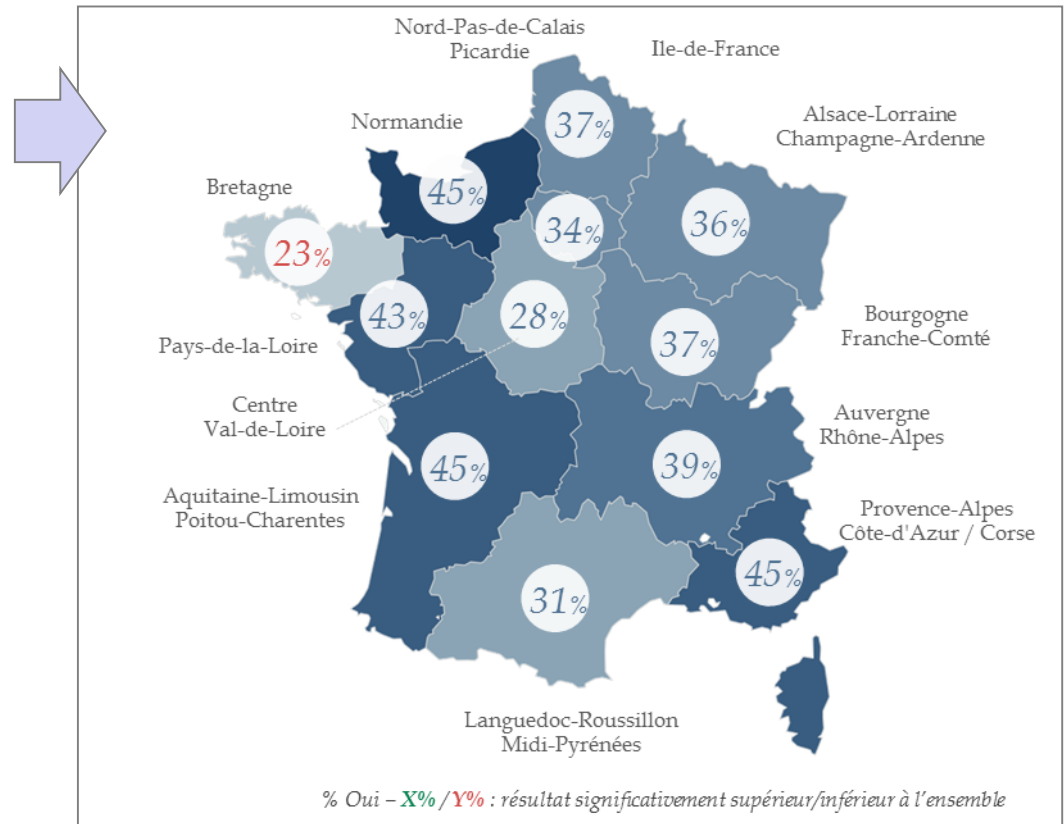 Nord-Pas-de-Calais
Picardie
Ile-de-France
Alsace-Lorraine
Champagne-Ardenne
Normandie
37%
Bretagne
45%
34%
36%
23%
43%
28%
37%
Bourgogne
Franche-Comté
Pays-de-la-Loire
Centre
Val-de-Loire
Auvergne
Rhône-Alpes
45%
39%
Aquitaine-Limousin
Poitou-Charentes
Provence-Alpes
Côte-d'Azur / Corse
45%
31%
Languedoc-Roussillon
Midi-Pyrénées
% Oui – X% / Y% : résultat significativement supérieur/inférieur à l'ensemble